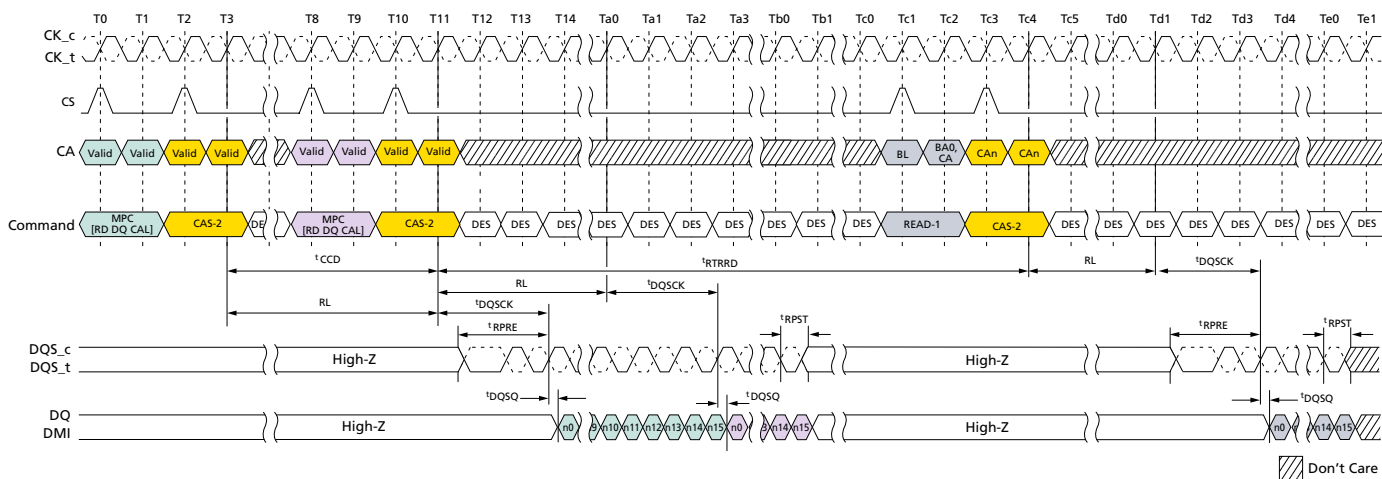 T0 T1 T2 T3 T8 T9 T10 T11 T12 T13 T14 Ta0 Ta1 Ta2 Ta3 Tb0 Tb1 Tc0 Tc1 Tc2 Tc3 Tc4 Tc5 Td0 Td1 Td2 Td3 Td4 Te0 Te1
CK_c
CK_t
CS
CA Valid Valid Valid Valid Valid Valid Valid Valid BL BA0, CA CAn CAn
Command MPC [RD DQ CAL] CAS-2 DE MPC [RD DQ CAL] CAS-2 DES DES DES DES DES DES DES DES DES DES READ-1 CAS-2 DES DES DES DES DES DES DES DES
tCCD tRTRRD RL tDQSCK
RL tDQSCK
RL tDQSCK
tRPRE tRPST tRPRE tRPST
DQS_c
DQS_t
High-Z High-Z
tDQSQ tDQSQ tDQSQ
DQ
DMI
High-Z n0 9 n10 n11 n12 n13 n14 n15 n0 3 n14 n15 High-Z n0 n14 n15
Don't Care